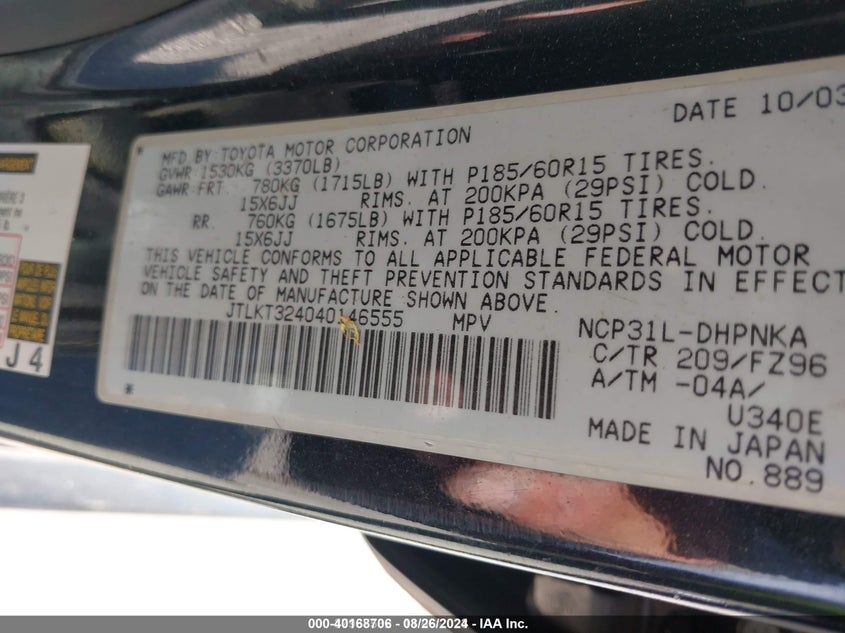 DATE 10/03
MFD BY: TOYOTA MOTOR CORPORATION
GVWR 1530KG (3370LB)
GAWR: FRT. 780KG (1715LB) WITH P185/60R15 TIRES.
15X6JJ RIMS. AT 200KPA (29PSI) COLD.
RR. 760KG (1675LB) WITH P185/60R15 TIRES.
15X6JJ RIMS. AT 200KPA (29PSI) COLD.
THIS VEHICLE CONFORMS TO ALL APPLICABLE FEDERAL MOTOR
VEHICLE SAFETY AND THEFT PREVENTION STANDARDS IN EFFECT
ON THE DATE OF MANUFACTURE SHOWN ABOVE.
JTLKT324040146555 MPV
NCP31L-DHPNKA
C/TR 209/FZ96
A/TM -04A/
U340E
MADE IN JAPAN
NO.889
J4
000-40168706 - 08/26/2024 - IAA Inc.